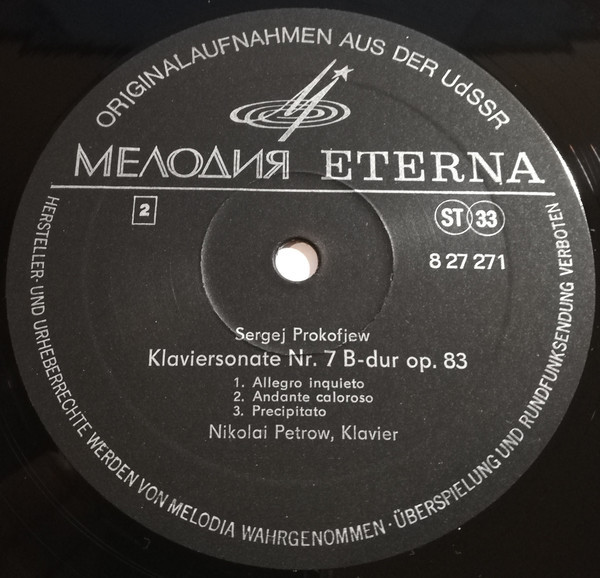 ORIGINALAUFNAHMEN AUS DER UdSSR
МЕЛОДИЯ ETERNA
2
ST 33
8 27 271
Sergej Prokofjew
Klaviersonate Nr. 7 B-dur op. 83
1. Allegro inquieto
2. Andante caloroso
3. Precipitato
Nikolai Petrow, Klavier
HERSTELLER- UND URHEBERRECHTE WERDEN VON MELODIA WAHRGENOMMEN · ÜBERSPIELUNG UND RUNDFUNKSENDUNG VERBOTEN